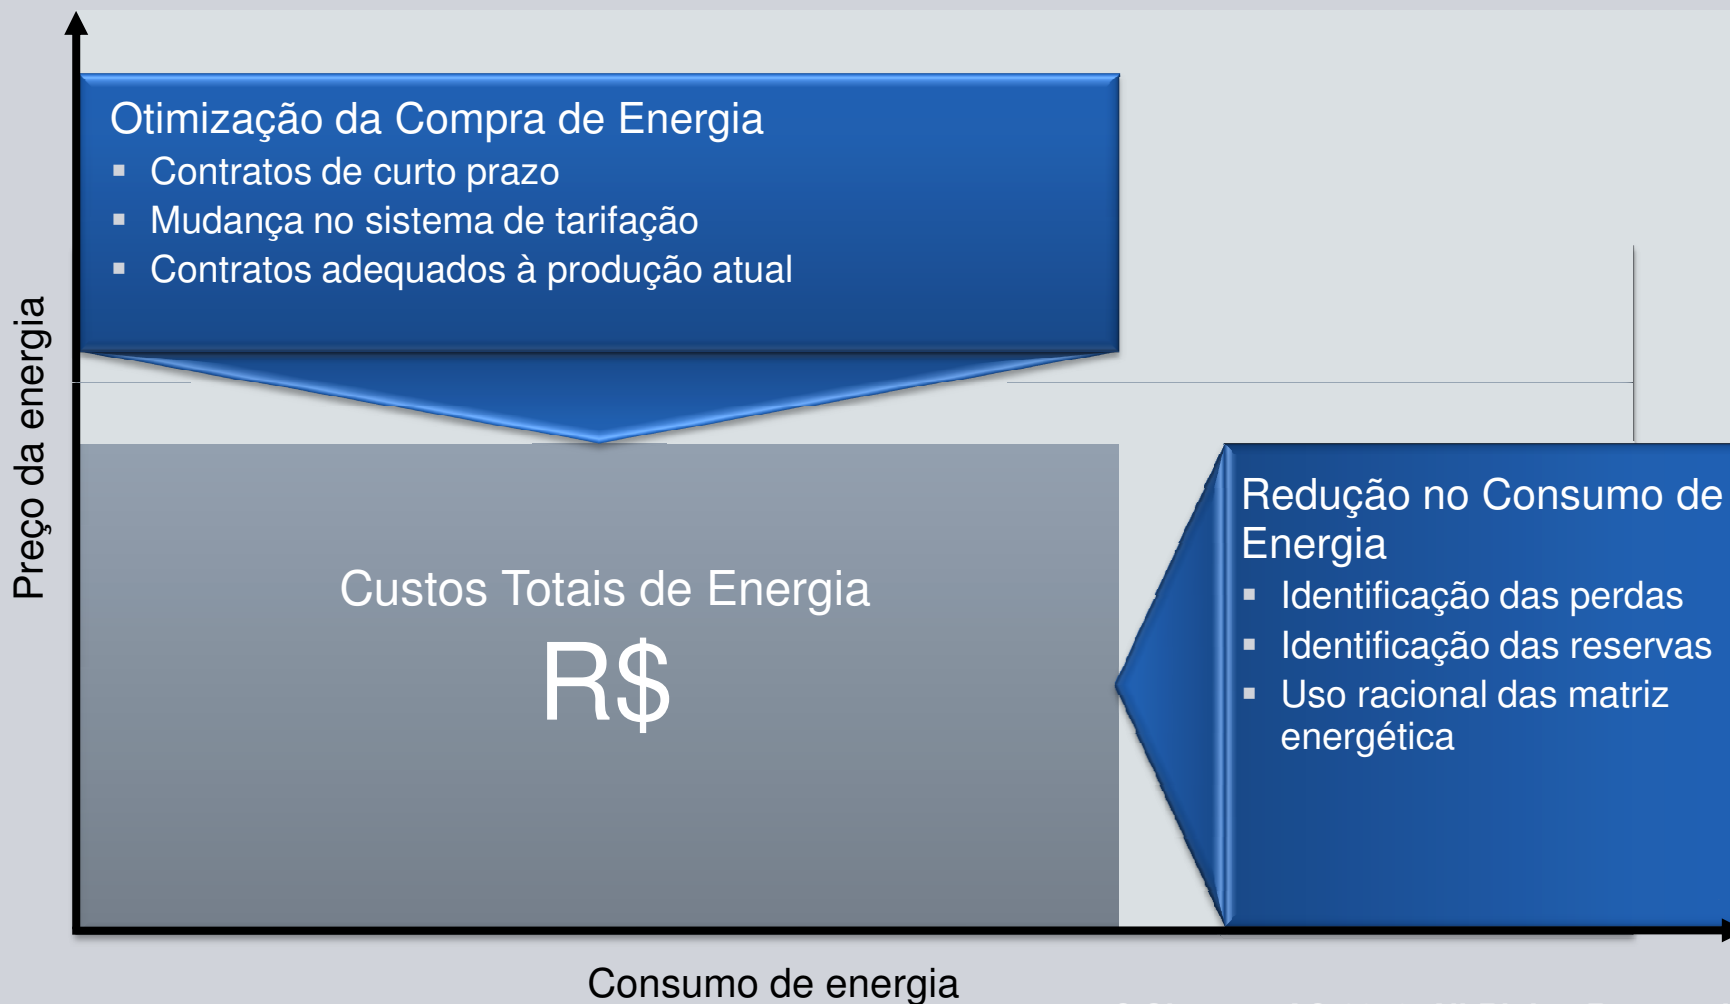 Otimização da Compra de Energia
▪ Contratos de curto prazo
▪ Mudança no sistema de tarifação
▪ Contratos adequados à produção atual
Preço da energia
Custos Totais de Energia
R$
Redução no Consumo de
Energia
▪ Identificação das perdas
▪ Identificação das reservas
▪ Uso racional das matriz
energética
Consumo de energia